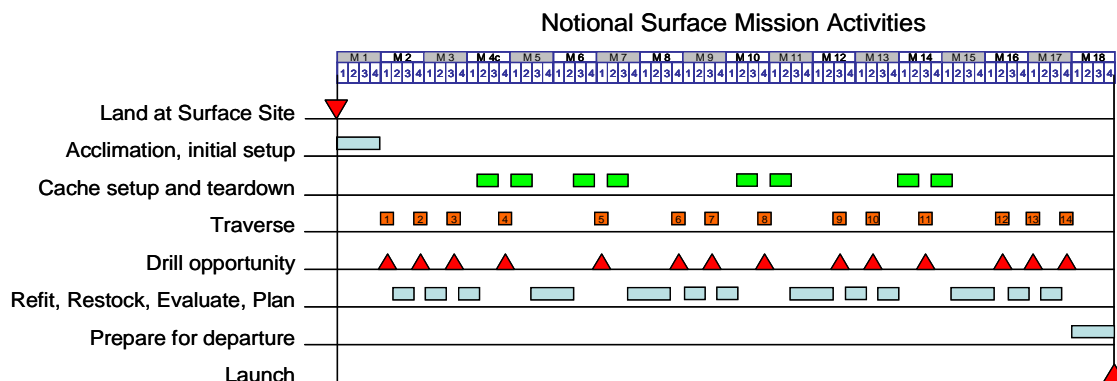 Notional Surface Mission Activities
M 1 M 2 M 3 M 4c M 5 M 6 M 7 M 8 M 9 M 10 M 11 M 12 M 13 M 14 M 15 M 16 M 17 M 18
1 2 3 4 1 2 3 4 1 2 3 4 1 2 3 4 1 2 3 4 1 2 3 4 1 2 3 4 1 2 3 4 1 2 3 4 1 2 3 4 1 2 3 4 1 2 3 4 1 2 3 4 1 2 3 4 1 2 3 4 1 2 3 4 1 2 3 4 1 2 3 4
Land at Surface Site
Acclimation, initial setup
Cache setup and teardown
Traverse 1 2 3 4 5 6 7 8 9 10 11 12 13 14
Drill opportunity
Refit, Restock, Evaluate, Plan
Prepare for departure
Launch